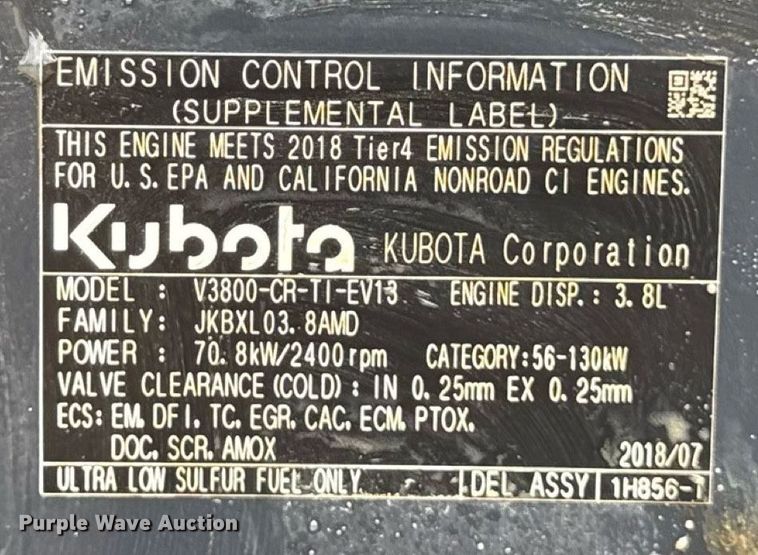 EMISSION CONTROL INFORMATION
(SUPPLEMENTAL LABEL)
THIS ENGINE MEETS 2018 Tier4 EMISSION REGULATIONS
FOR U.S. EPA AND CALIFORNIA NONROAD CI ENGINES.
Kubota KUBOTA Corporation
MODEL : V3800-CR-TI-EV13 ENGINE DISP.: 3.8L
FAMILY: JKBXL03.8AMD
POWER : 70.8kW/2400rpm CATEGORY:56-130kW
VALVE CLEARANCE(COLD): IN 0.25mm EX 0.25mm
ECS: EM. DFI. TC. EGR. CAC. ECM. PTOX.
DOC. SCR. AMOX 2018/07
ULTRA LOW SULFUR FUEL ONLY DEL ASSY 1H856-1
Purple Wave Auction